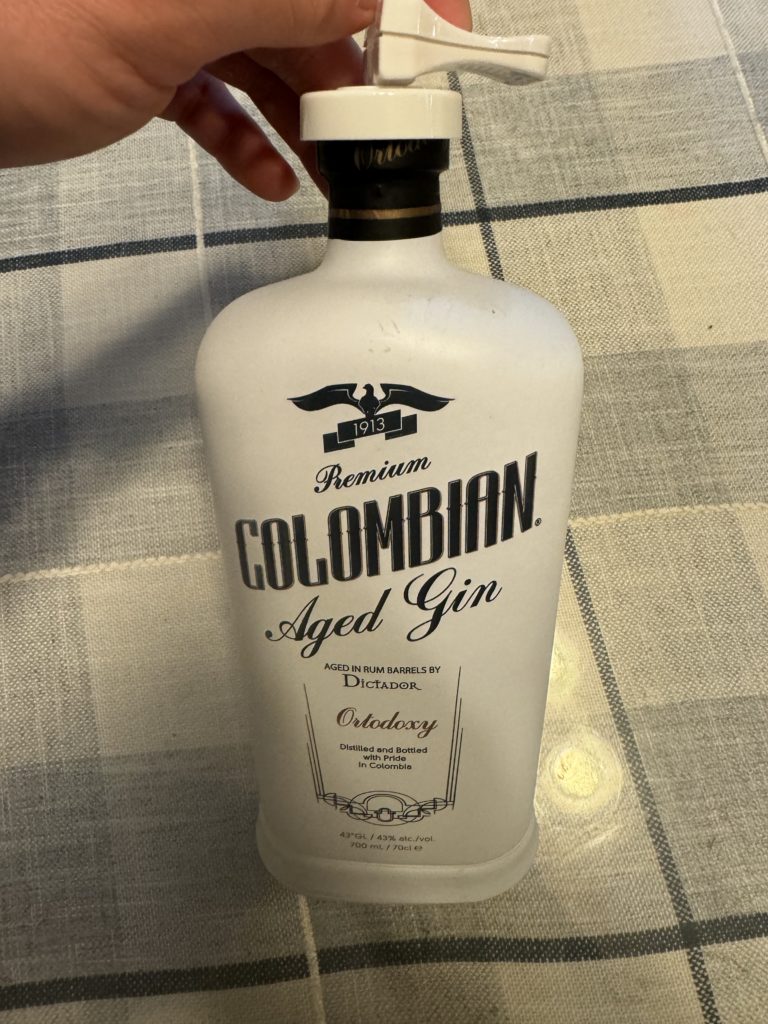 1913
Premium
COLOMBIAN®
Aged Gin
AGED IN RUM BARRELS BY
DICTADOR
Ortodoxy
Distilled and Bottled
with Pride
in Colombia
43°GL / 43% alc./vol.
700 mL / 70cl ℮